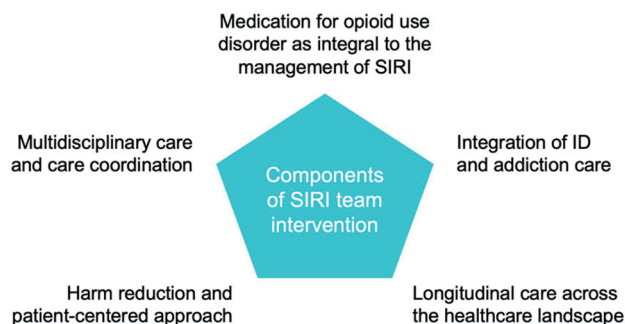 Medication for opioid use
disorder as integral to the
management of SIRI
Multidisciplinary care
and care coordination
Integration of ID
and addiction care
Components
of SIRI team
intervention
Harm reduction and
patient-centered approach
Longitudinal care across
the healthcare landscape